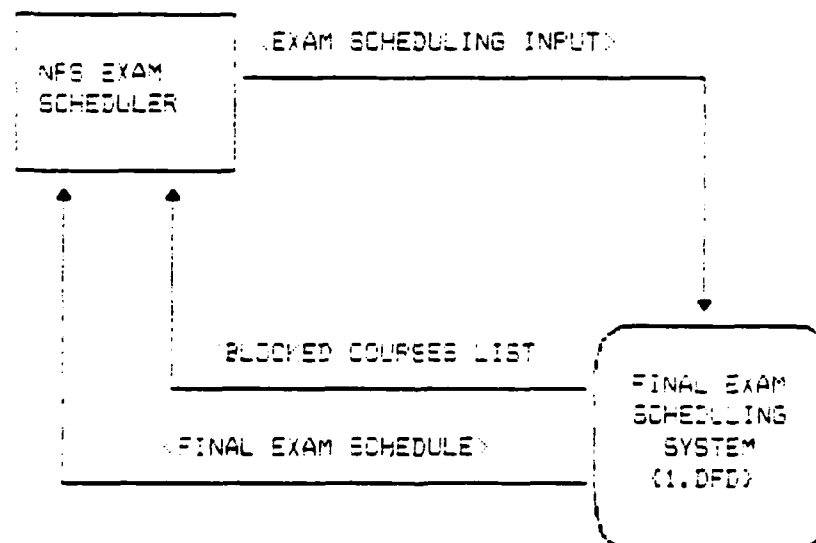 <EXAM SCHEDULING INPUT>
NPS EXAM
SCHEDULER
BLOCKED COURSES LIST
<FINAL EXAM SCHEDULE>
FINAL EXAM
SCHEDULING
SYSTEM
(1.DFD)